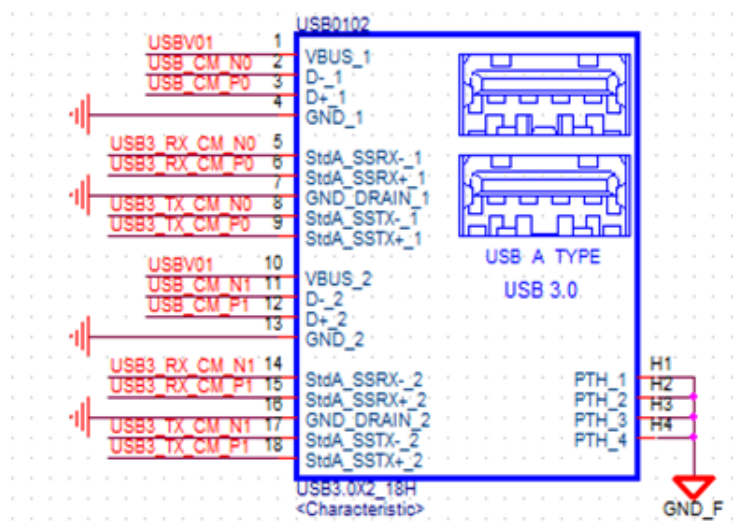 USB0102
USBV01 1 VBUS_1
USB_CM_N0 2 D-_1
USB_CM_P0 3 D+_1
4 GND_1
USB3_RX_CM_N0 5 StdA_SSRX-_1
USB3_RX_CM_P0 6 StdA_SSRX+_1
7 GND_DRAIN_1
USB3_TX_CM_N0 8 StdA_SSTX-_1
USB3_TX_CM_P0 9 StdA_SSTX+_1
USB A TYPE
USB 3.0
USBV01 10 VBUS_2
USB_CM_N1 11 D-_2
USB_CM_P1 12 D+_2
13 GND_2
USB3_RX_CM_N1 14 StdA_SSRX-_2 PTH_1 H1
USB3_RX_CM_P1 15 StdA_SSRX+_2 PTH_2 H2
16 GND_DRAIN_2 PTH_3 H3
USB3_TX_CM_N1 17 StdA_SSTX-_2 PTH_4 H4
USB3_TX_CM_P1 18 StdA_SSTX+_2
USB3.0X2_18H
<Characteristic>
GND_F